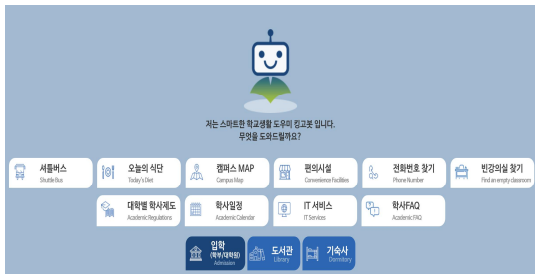 저는 스마트한 학교생활 도우미 킹고봇 입니다.
무엇을 도와드릴까요?
셔틀버스
Shuttle Bus
오늘의 식단
Today's Diet
캠퍼스 MAP
Campus Map
편의시설
Convenience Facilities
전화번호 찾기
Phone Number
빈강의실 찾기
Find an empty classroom
대학별 학사제도
Academic Regulations
학사일정
Academic Calendar
IT 서비스
IT Services
학사FAQ
Academic FAQ
입학
(학부/대학원)
Admission
도서관
Library
기숙사
Dormitory